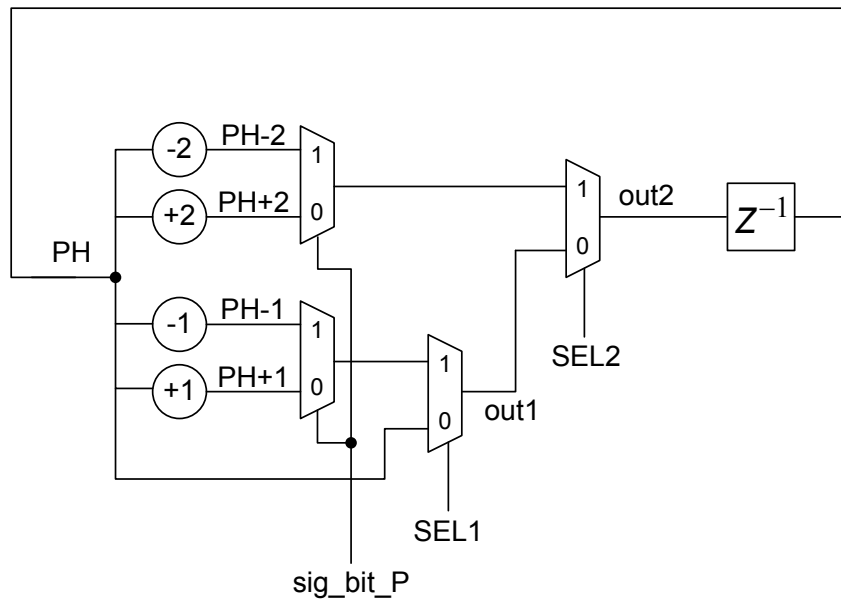 -2
PH-2
1
+2
PH+2
0
1
0
out2
Z⁻¹
PH
-1
PH-1
1
+1
PH+1
0
1
0
out1
SEL2
SEL1
sig_bit_P